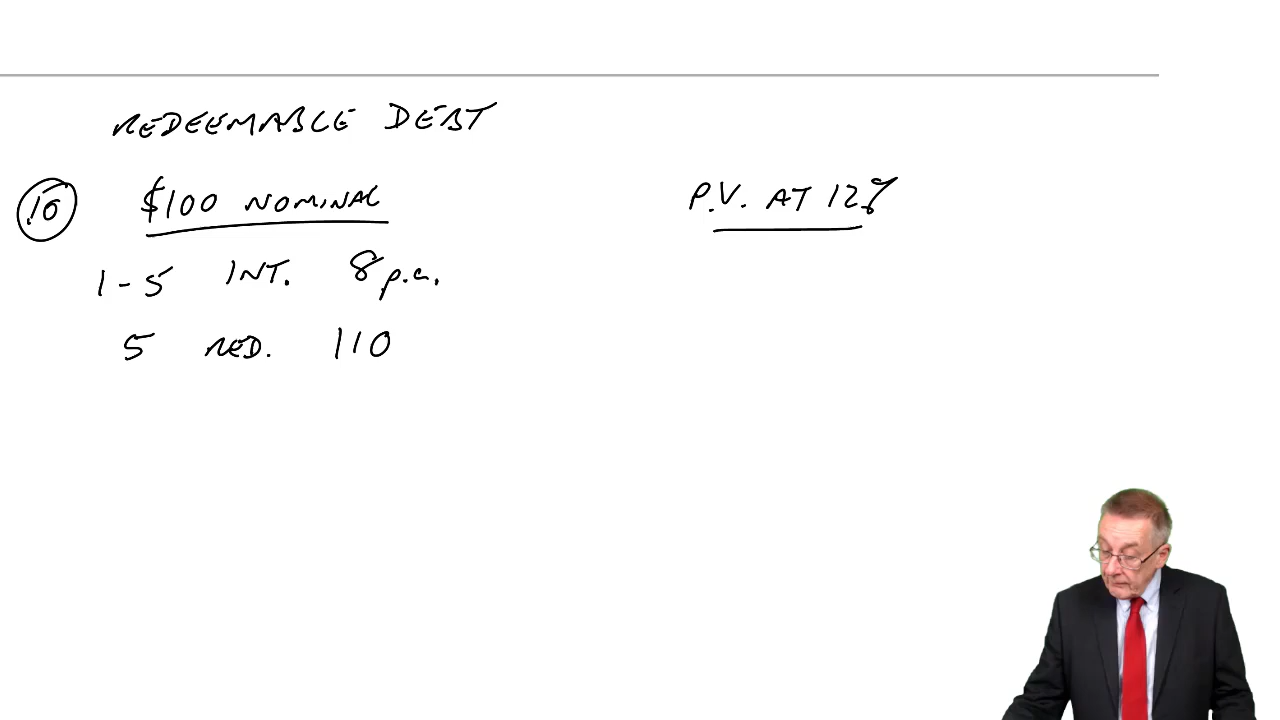 REDEEMABLE DEBT
10 $100 NOMINAL
P.V. AT 12%
1-5 INT. 8 p.a.
5 RED. 110